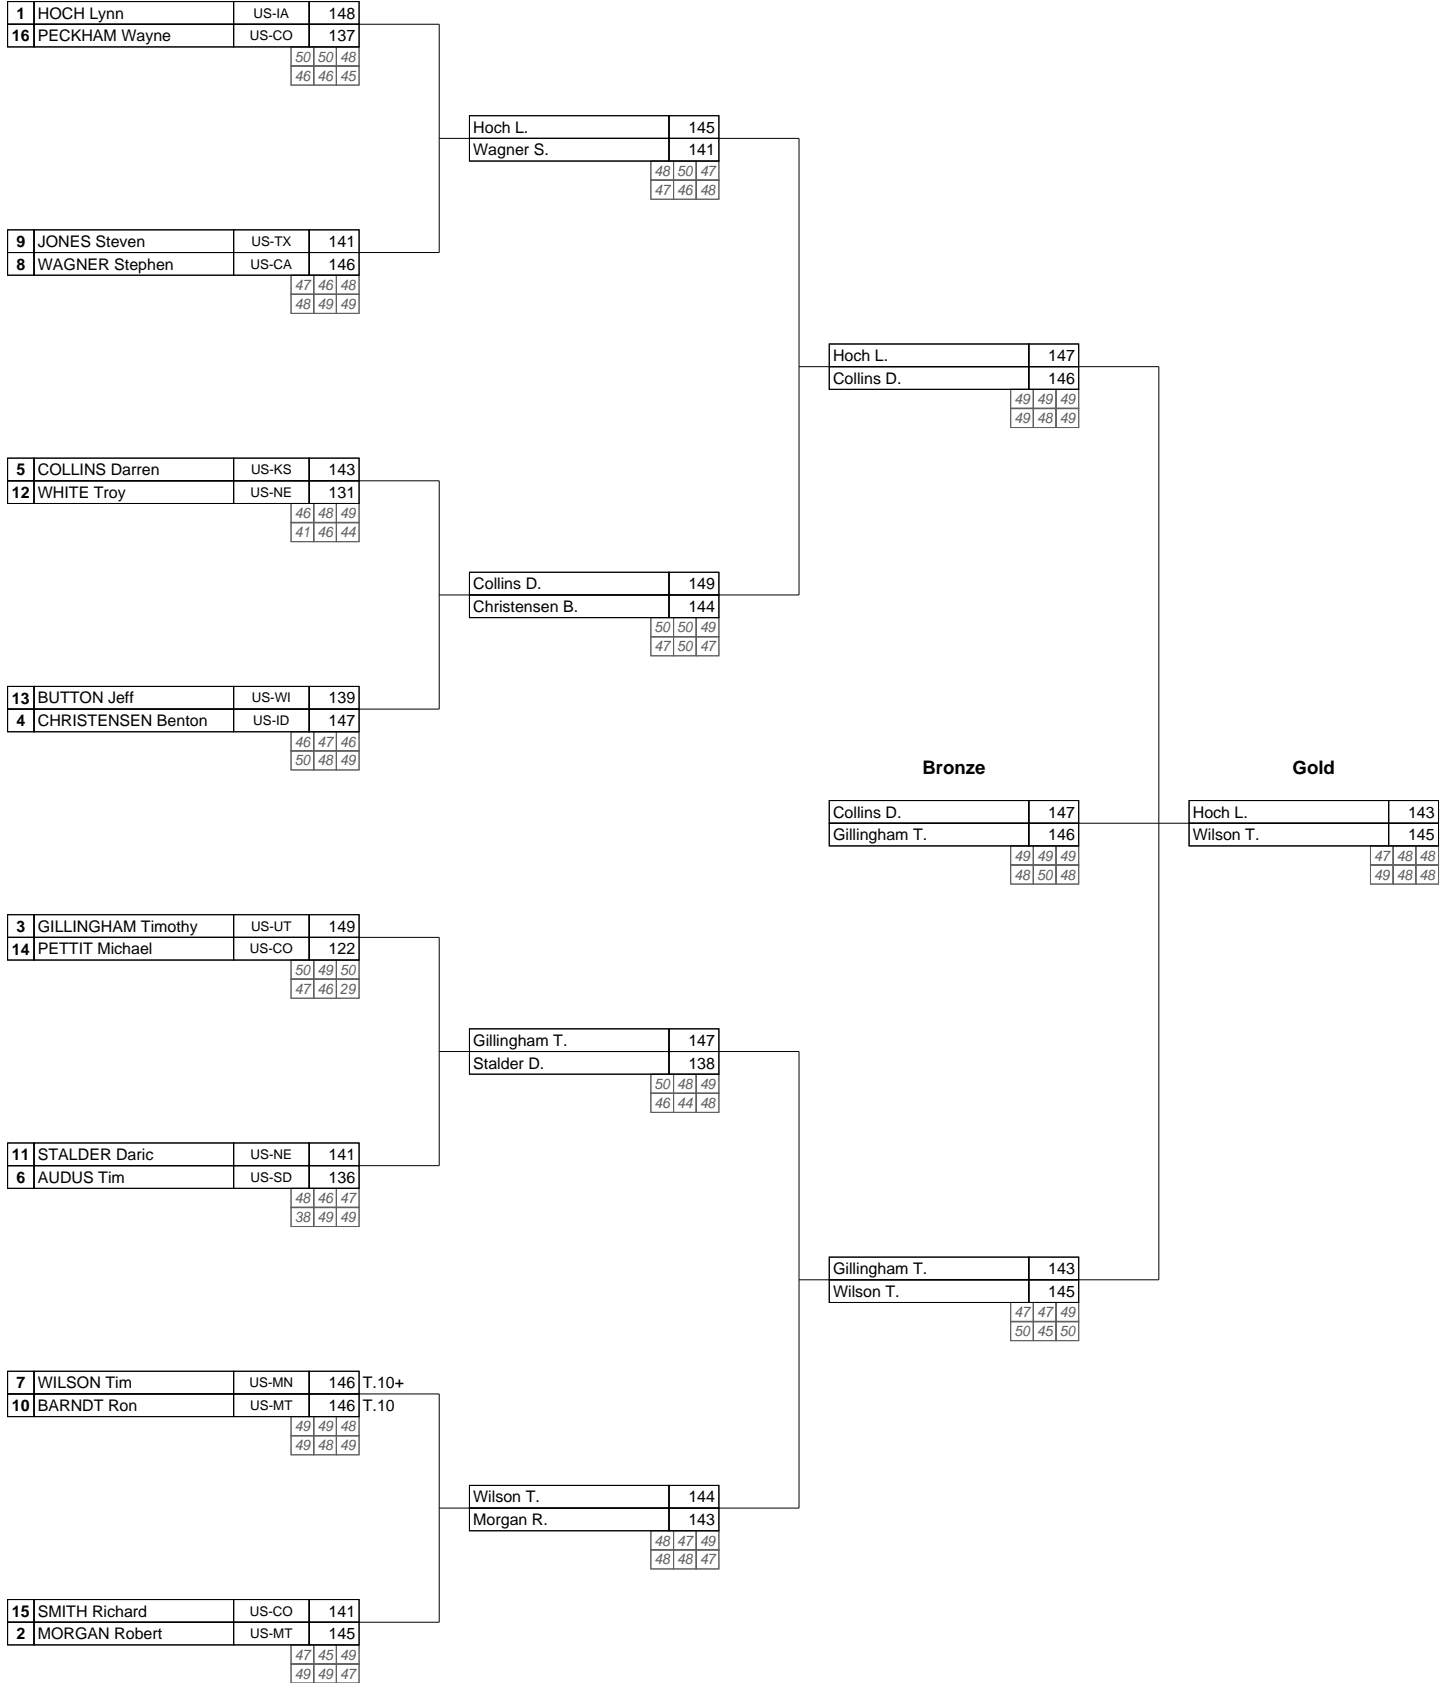 1 HOCH Lynn US-IA 148
16 PECKHAM Wayne US-CO 137
50 50 48
46 46 45
Hoch L. 145
Wagner S. 141
48 50 47
47 46 48
9 JONES Steven US-TX 141
8 WAGNER Stephen US-CA 146
47 46 48
48 49 49
Hoch L. 147
Collins D. 146
49 49 49
49 48 49
5 COLLINS Darren US-KS 143
12 WHITE Troy US-NE 131
46 48 49
41 46 44
Collins D. 149
Christensen B. 144
50 50 49
47 50 47
13 BUTTON Jeff US-WI 139
4 CHRISTENSEN Benton US-ID 147
46 47 46
50 48 49
Bronze Gold
Collins D. 147 Hoch L. 143
Gillingham T. 146 Wilson T. 145
49 49 49 47 48 48
48 50 48 49 48 48
3 GILLINGHAM Timothy US-UT 149
14 PETTIT Michael US-CO 122
50 49 50
47 46 29
Gillingham T. 147
Stalder D. 138
50 48 49
46 44 48
11 STALDER Daric US-NE 141
6 AUDUS Tim US-SD 136
48 46 47
38 49 49
Gillingham T. 143
Wilson T. 145
47 47 49
50 45 50
7 WILSON Tim US-MN 146 T.10+
10 BARNDT Ron US-MT 146 T.10
49 49 48
49 48 49
Wilson T. 144
Morgan R. 143
48 47 49
48 48 47
15 SMITH Richard US-CO 141
2 MORGAN Robert US-MT 145
47 45 49
49 49 47